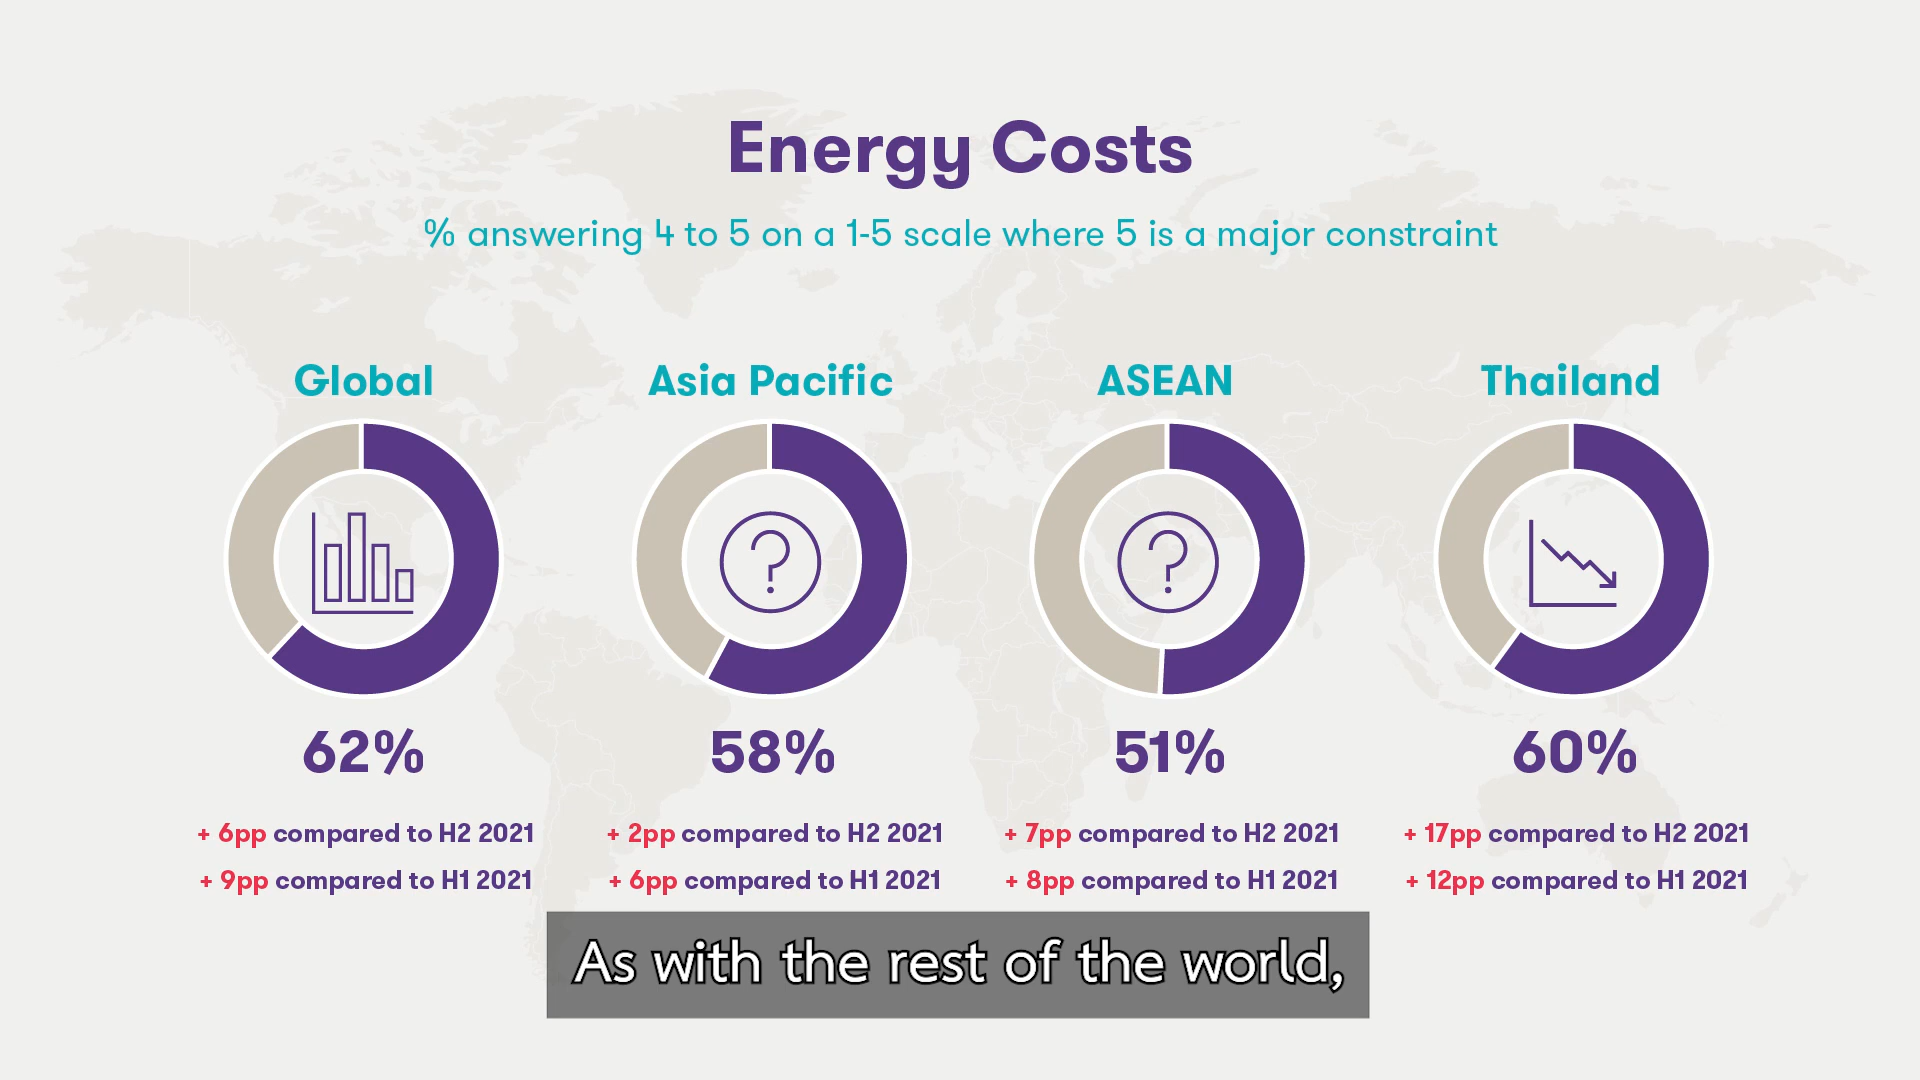 Energy Costs
% answering 4 to 5 on a 1-5 scale where 5 is a major constraint
Global
Asia Pacific
ASEAN
Thailand
62%
58%
51%
60%
+ 6pp compared to H2 2021
+ 9pp compared to H1 2021
+ 2pp compared to H2 2021
+ 6pp compared to H1 2021
+ 7pp compared to H2 2021
+ 8pp compared to H1 2021
+ 17pp compared to H2 2021
+ 12pp compared to H1 2021
As with the rest of the world,